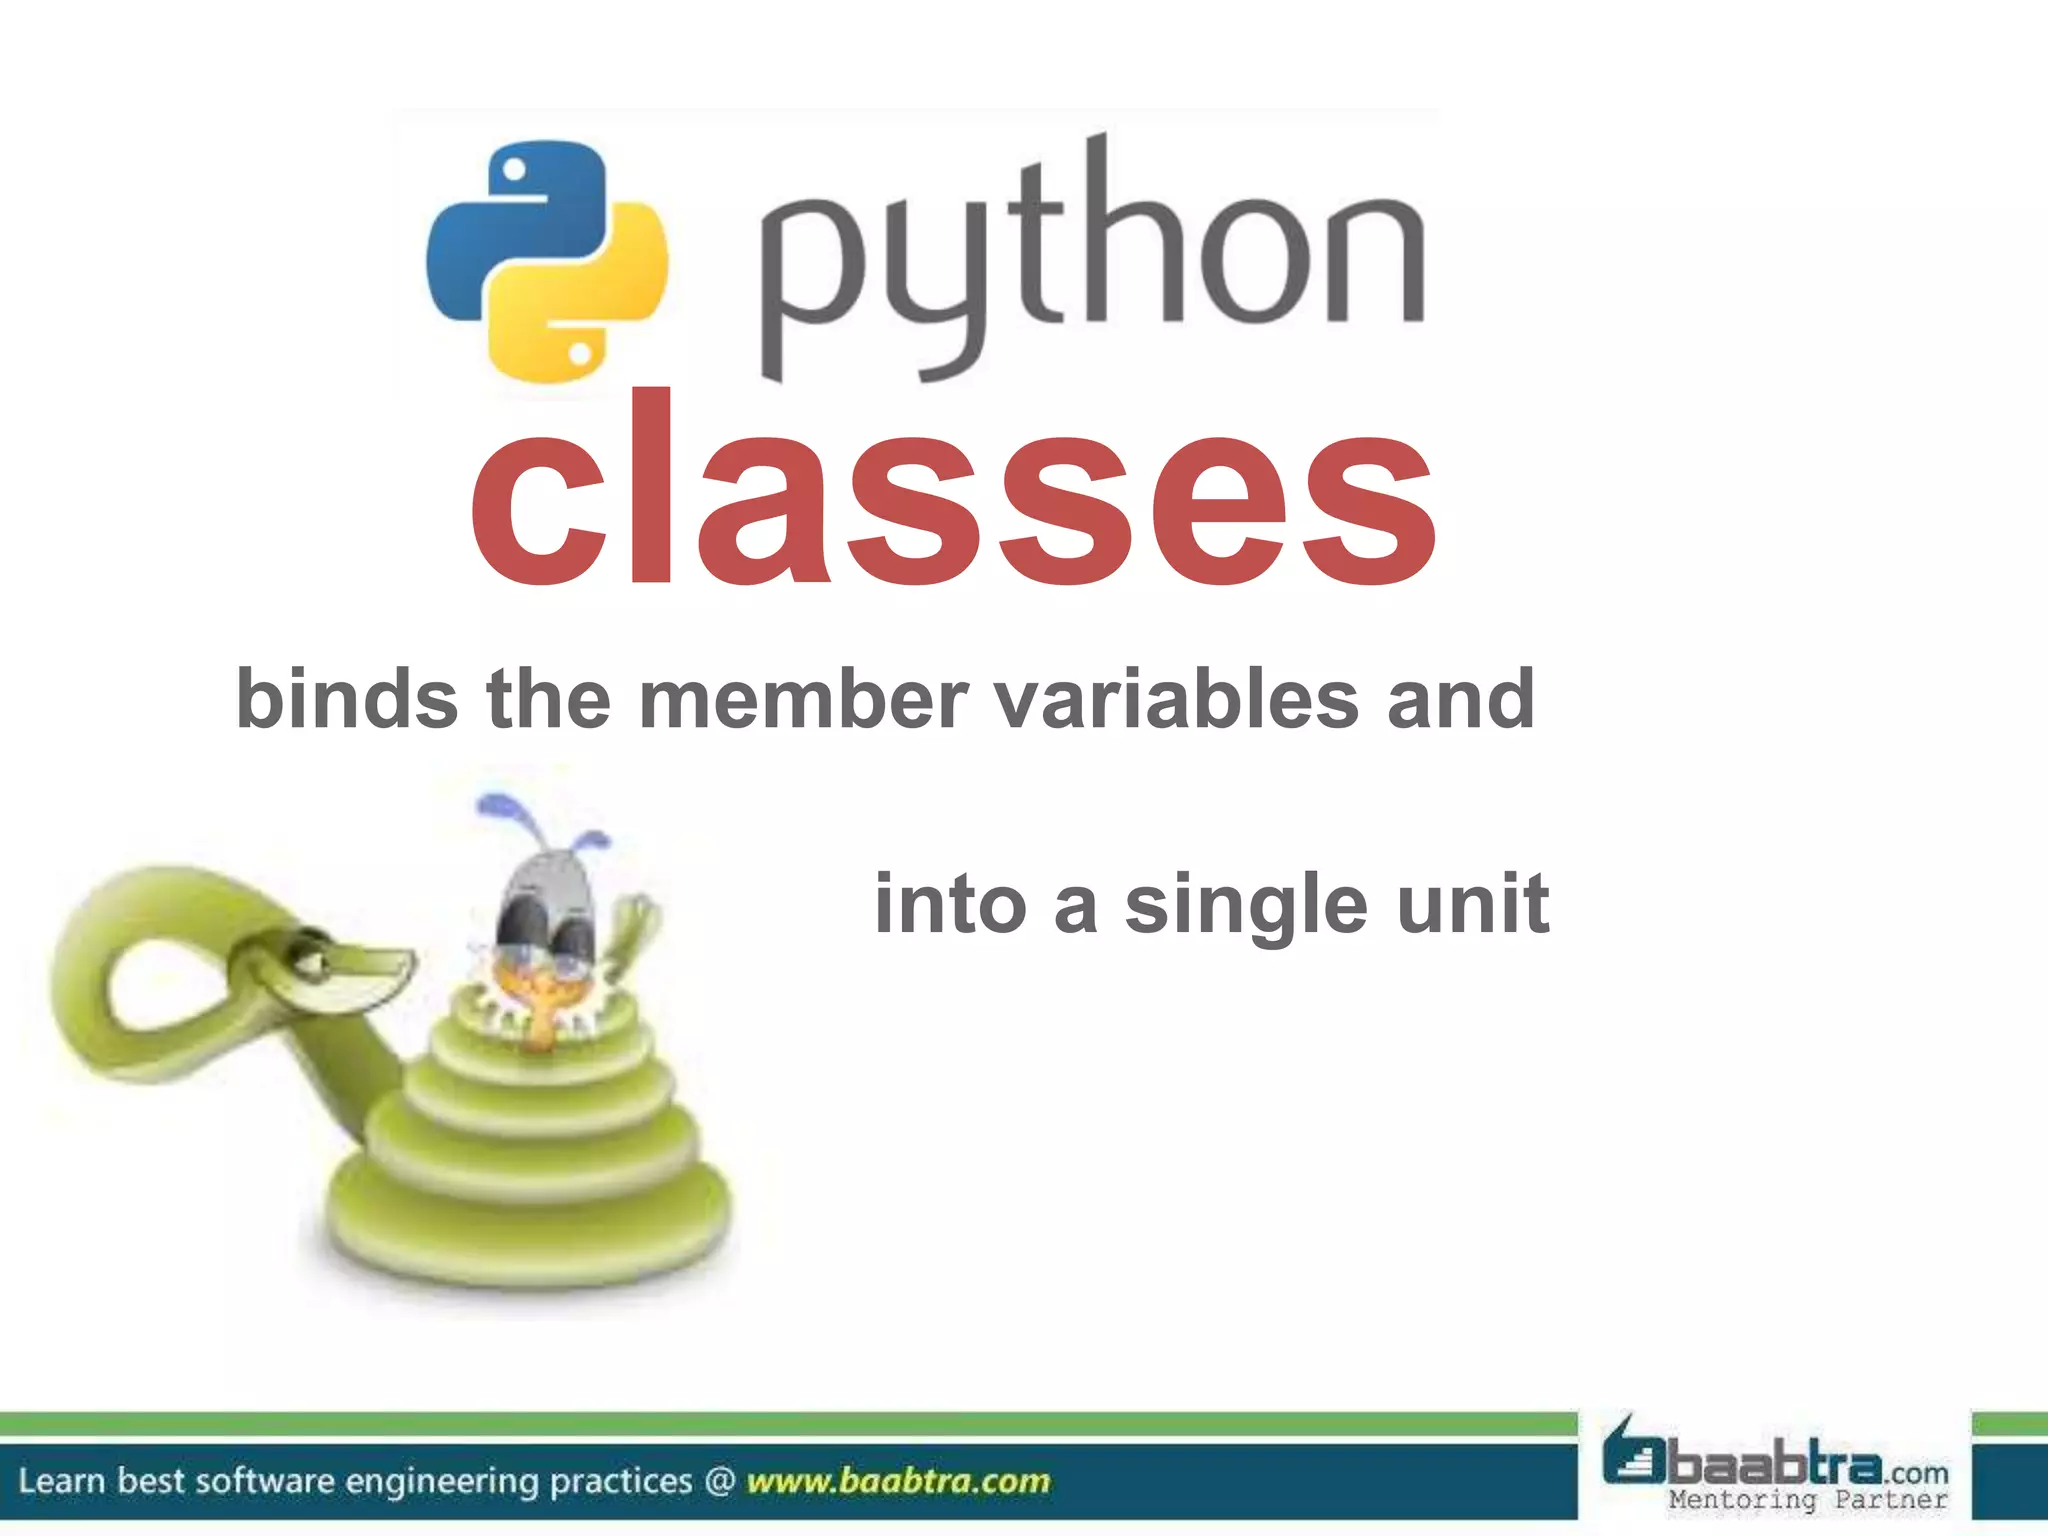 python
classes
binds the member variables and
into a single unit
Learn best software engineering practices @ www.baabtra.com
baabtra.com
Mentoring Partner